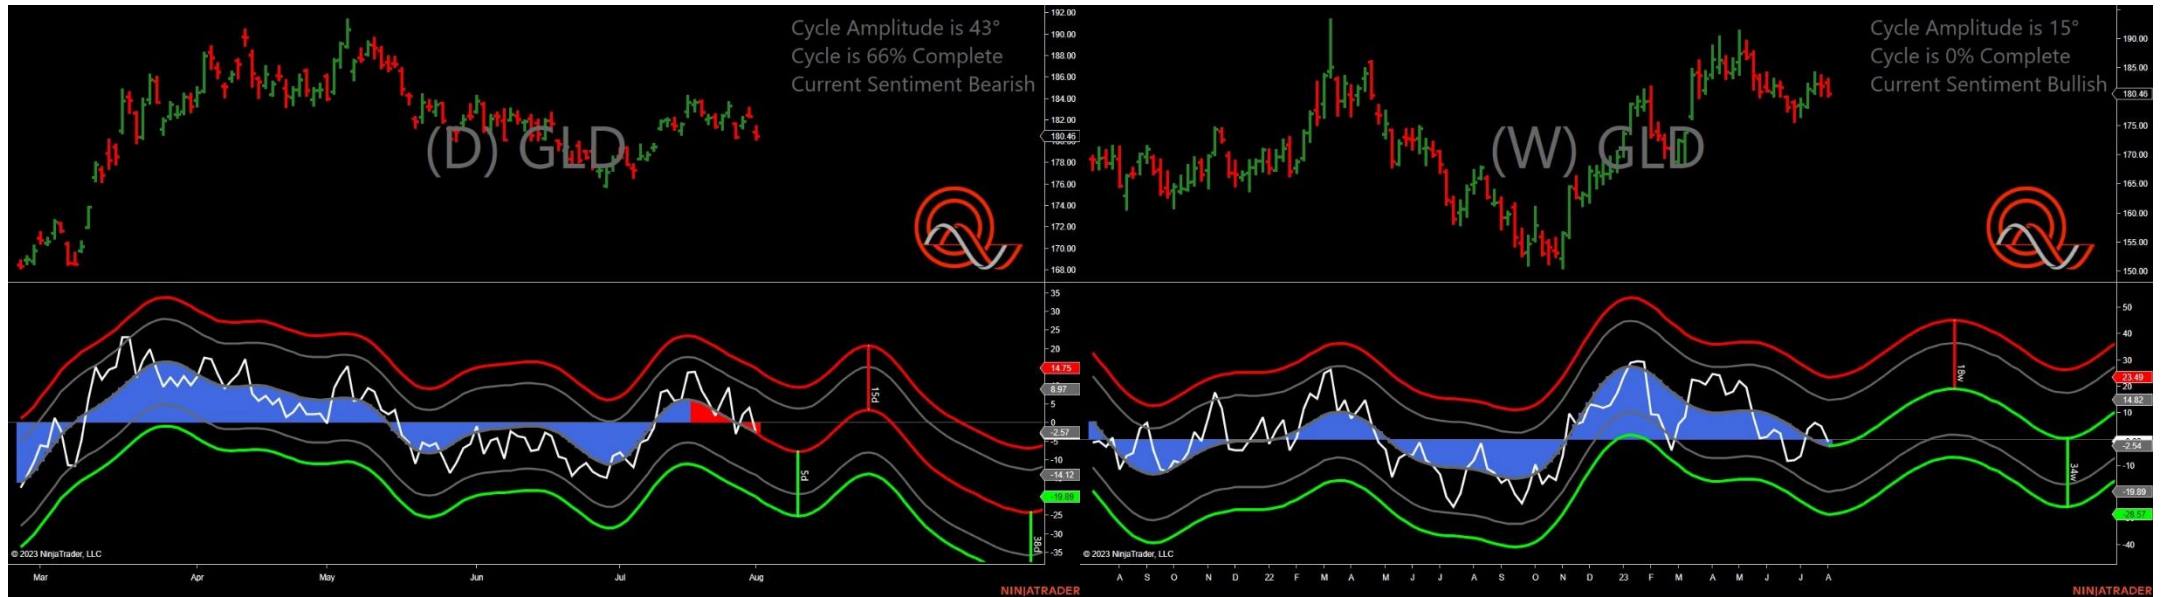 Cycle Amplitude is 43°
Cycle is 66% Complete
Current Sentiment Bearish
(D) GLD
192.00
190.00
188.00
186.00
184.00
182.00
180.46
178.00
176.00
174.00
172.00
170.00
168.00
35
30
25
20
14.75
8.97
5
0
-2.57
-5
-10
-14.12
-19.89
-25
-30
-35
15d
5d
38d
© 2023 NinjaTrader, LLC
Mar Apr May Jun Jul Aug
NINJATRADER
Cycle Amplitude is 15°
Cycle is 0% Complete
Current Sentiment Bullish
(W) GLD
190.00
185.00
180.46
175.00
170.00
165.00
160.00
155.00
150.00
50
40
30
23.49
20
14.82
10
-2.54
-10
-19.89
-28.57
-40
18w
34w
© 2023 NinjaTrader, LLC
A S O N D 22 F M A M J J A S O N D 23 F M A M J J A
NINJATRADER